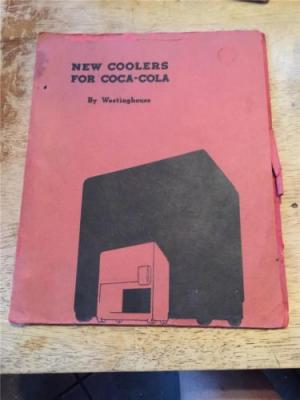 NEW COOLERS
FOR COCA-COLA
By Westinghouse